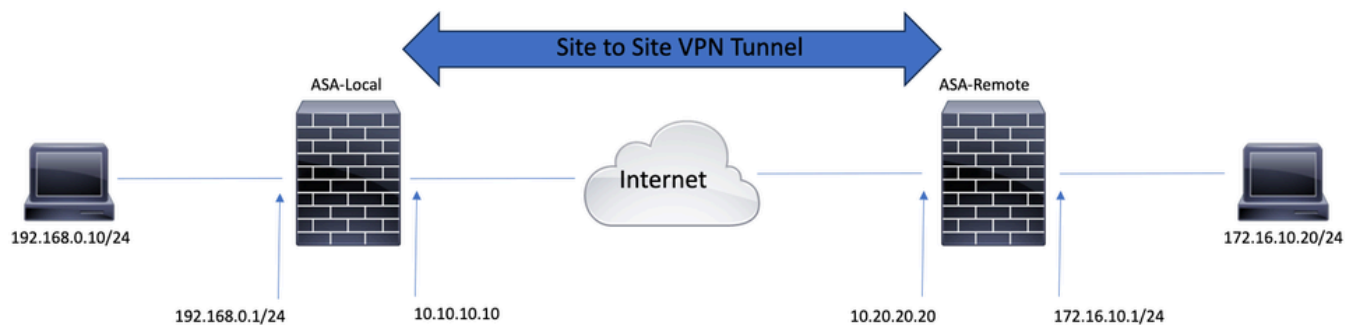 Site to Site VPN Tunnel
ASA-Local
ASA-Remote
Internet
192.168.0.10/24
172.16.10.20/24
192.168.0.1/24
10.10.10.10
10.20.20.20
172.16.10.1/24